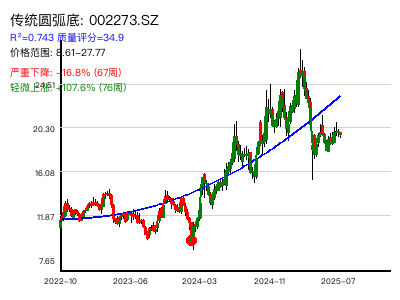 传统圆弧底: 002273.SZ
R²=0.743 质量评分=34.9
价格范围: 8.61-27.77
严重下降: -16.8% (67周)
24.51
轻微上涨: +107.6% (76周)
20.30
16.08
11.87
7.65
2022-10
2023-06
2024-03
2024-11
2025-07